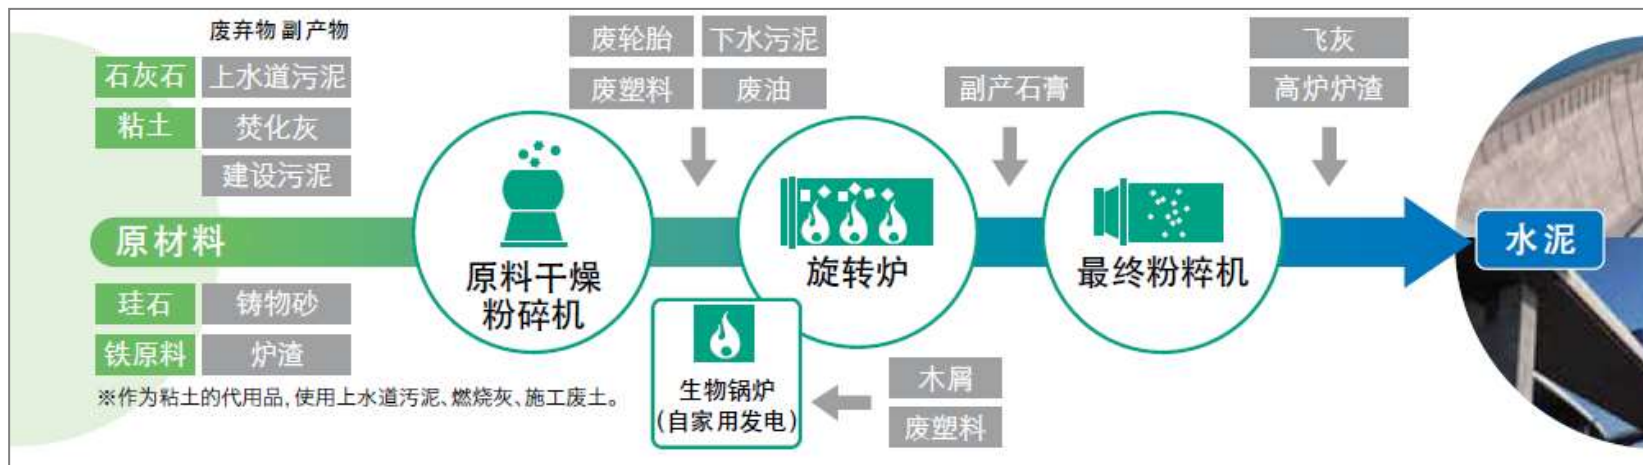 废弃物 副产物
石灰石 上水道污泥
粘土 焚化灰
建设污泥
原材料
珪石 铸物砂
铁原料 炉渣
※作为粘土的代用品,使用上水道污泥、燃烧灰、施工废土。
原料干燥
粉碎机
废轮胎 下水污泥
废塑料 废油
旋转炉
生物锅炉
(自家用发电)
木屑
废塑料
副产石膏
最终粉粹机
飞灰
高炉炉渣
水泥